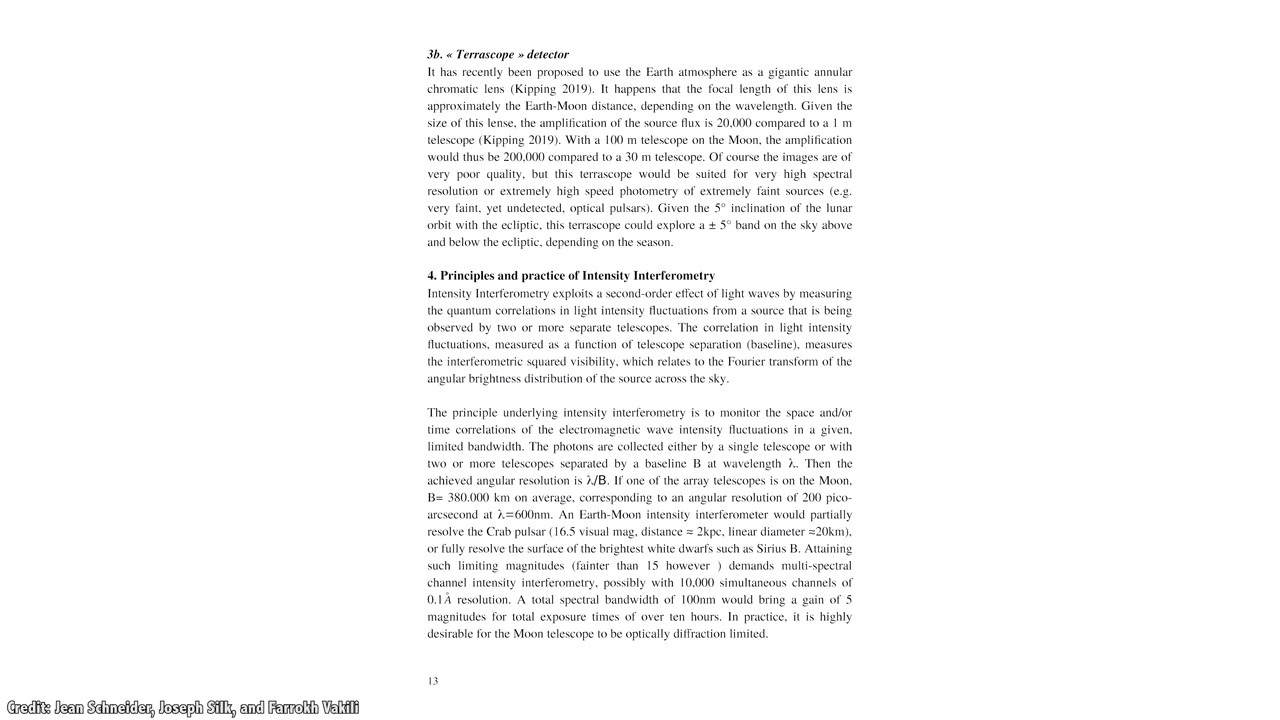 3b. « Terrascope » detector
It has recently been proposed to use the Earth atmosphere as a gigantic annular
chromatic lens (Kipping 2019). It happens that the focal length of this lens is
approximately the Earth-Moon distance, depending on the wavelength. Given the
size of this lense, the amplification of the source flux is 20,000 compared to a 1 m
telescope (Kipping 2019). With a 100 m telescope on the Moon, the amplification
would thus be 200,000 compared to a 30 m telescope. Of course the images are of
very poor quality, but this terrascope would be suited for very high spectral
resolution or extremely high speed photometry of extremely faint sources (e.g.
very faint, yet undetected, optical pulsars). Given the 5° inclination of the lunar
orbit with the ecliptic, this terrascope could explore a ± 5° band on the sky above
and below the ecliptic, depending on the season.
4. Principles and practice of Intensity Interferometry
Intensity Interferometry exploits a second-order effect of light waves by measuring
the quantum correlations in light intensity fluctuations from a source that is being
observed by two or more separate telescopes. The correlation in light intensity
fluctuations, measured as a function of telescope separation (baseline), measures
the interferometric squared visibility, which relates to the Fourier transform of the
angular brightness distribution of the source across the sky.
The principle underlying intensity interferometry is to monitor the space and/or
time correlations of the electromagnetic wave intensity fluctuations in a given,
limited bandwidth. The photons are collected either by a single telescope or with
two or more telescopes separated by a baseline B at wavelength λ. Then the
achieved angular resolution is λ/B. If one of the array telescopes is on the Moon,
B= 380.000 km on average, corresponding to an angular resolution of 200 pico-
arcsecond at λ=600nm. An Earth-Moon intensity interferometer would partially
resolve the Crab pulsar (16.5 visual mag, distance ≈ 2kpc, linear diameter ≈20km),
or fully resolve the surface of the brightest white dwarfs such as Sirius B. Attaining
such limiting magnitudes (fainter than 15 however ) demands multi-spectral
channel intensity interferometry, possibly with 10,000 simultaneous channels of
0.1Å resolution. A total spectral bandwidth of 100nm would bring a gain of 5
magnitudes for total exposure times of over ten hours. In practice, it is highly
desirable for the Moon telescope to be optically diffraction limited.
13
Credit: Jean Schneider, Joseph Silk, and Farrokh Vakili